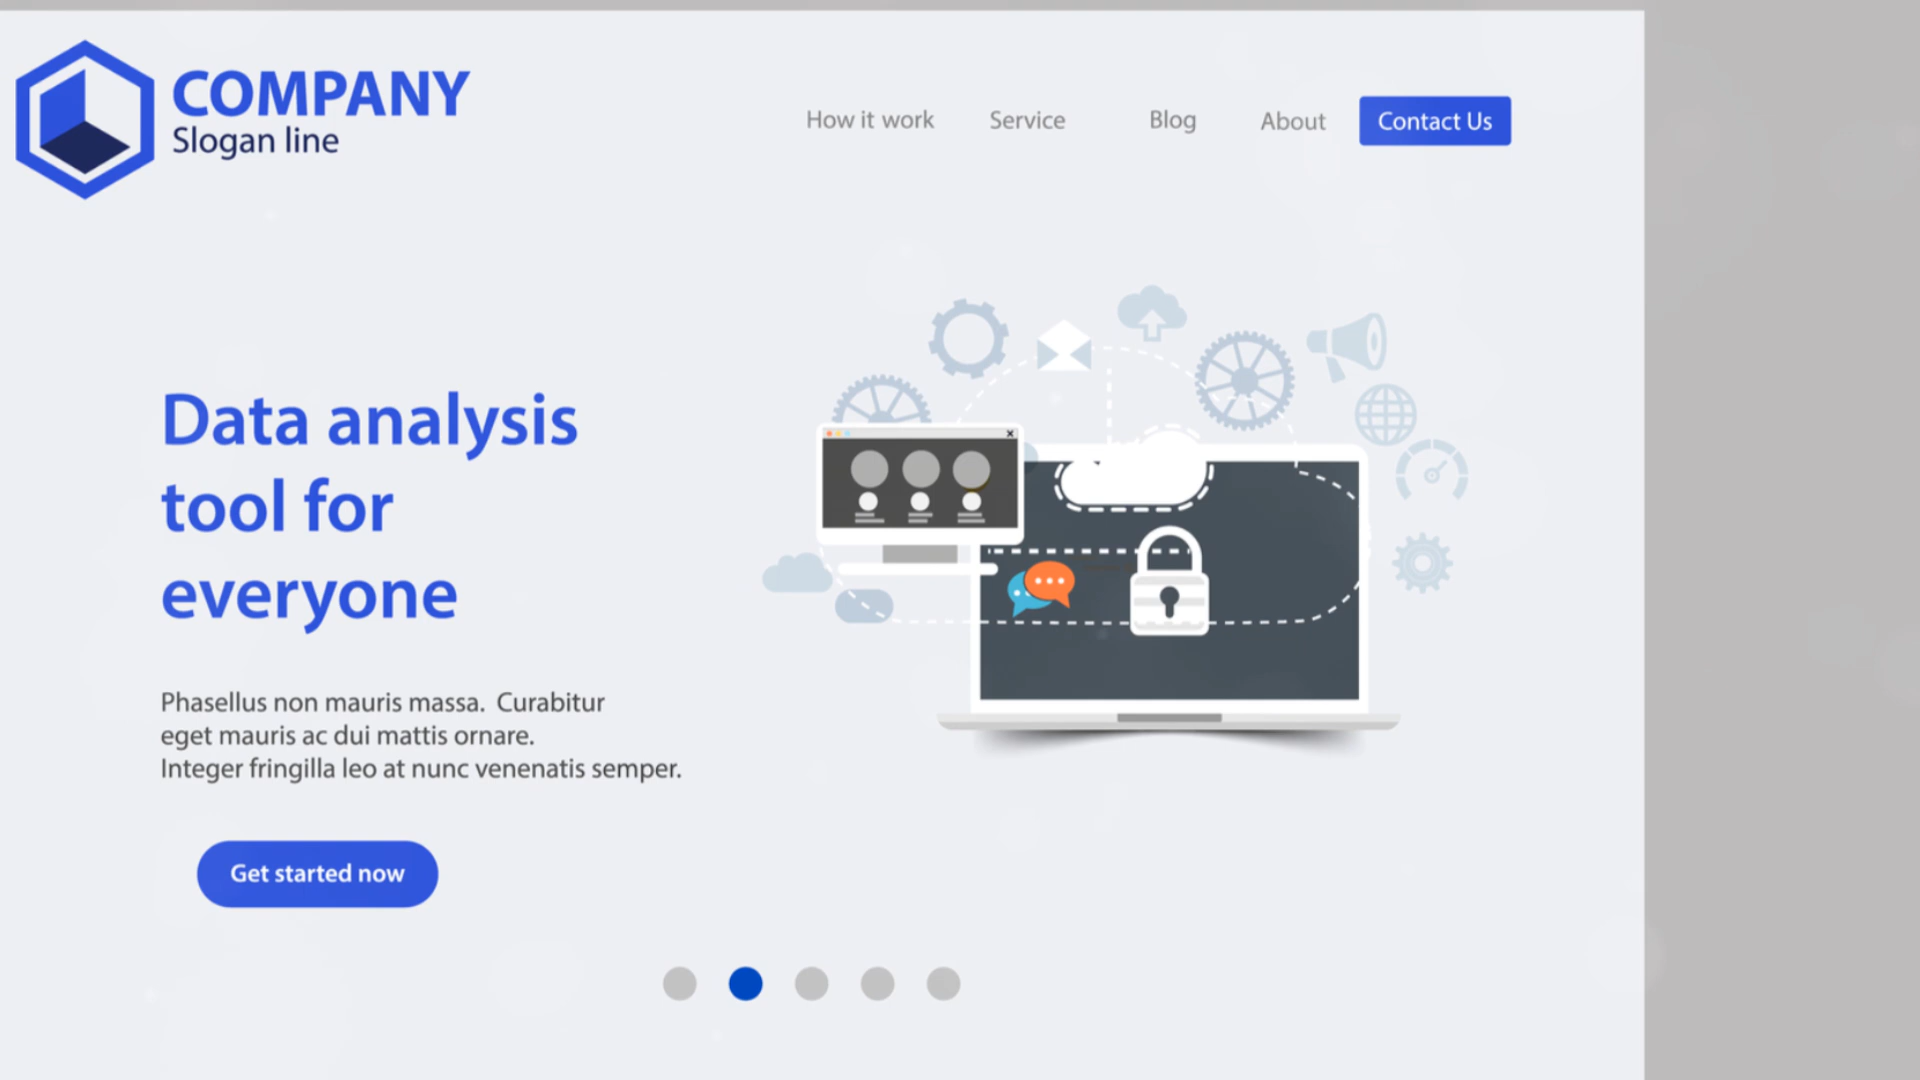 COMPANY
Slogan line
How it work
Service
Blog
About
Contact Us
Data analysis
tool for
everyone
Phasellus non mauris massa. Curabitur
eget mauris ac dui mattis ornare.
Integer fringilla leo at nunc venenatis semper.
Get started now